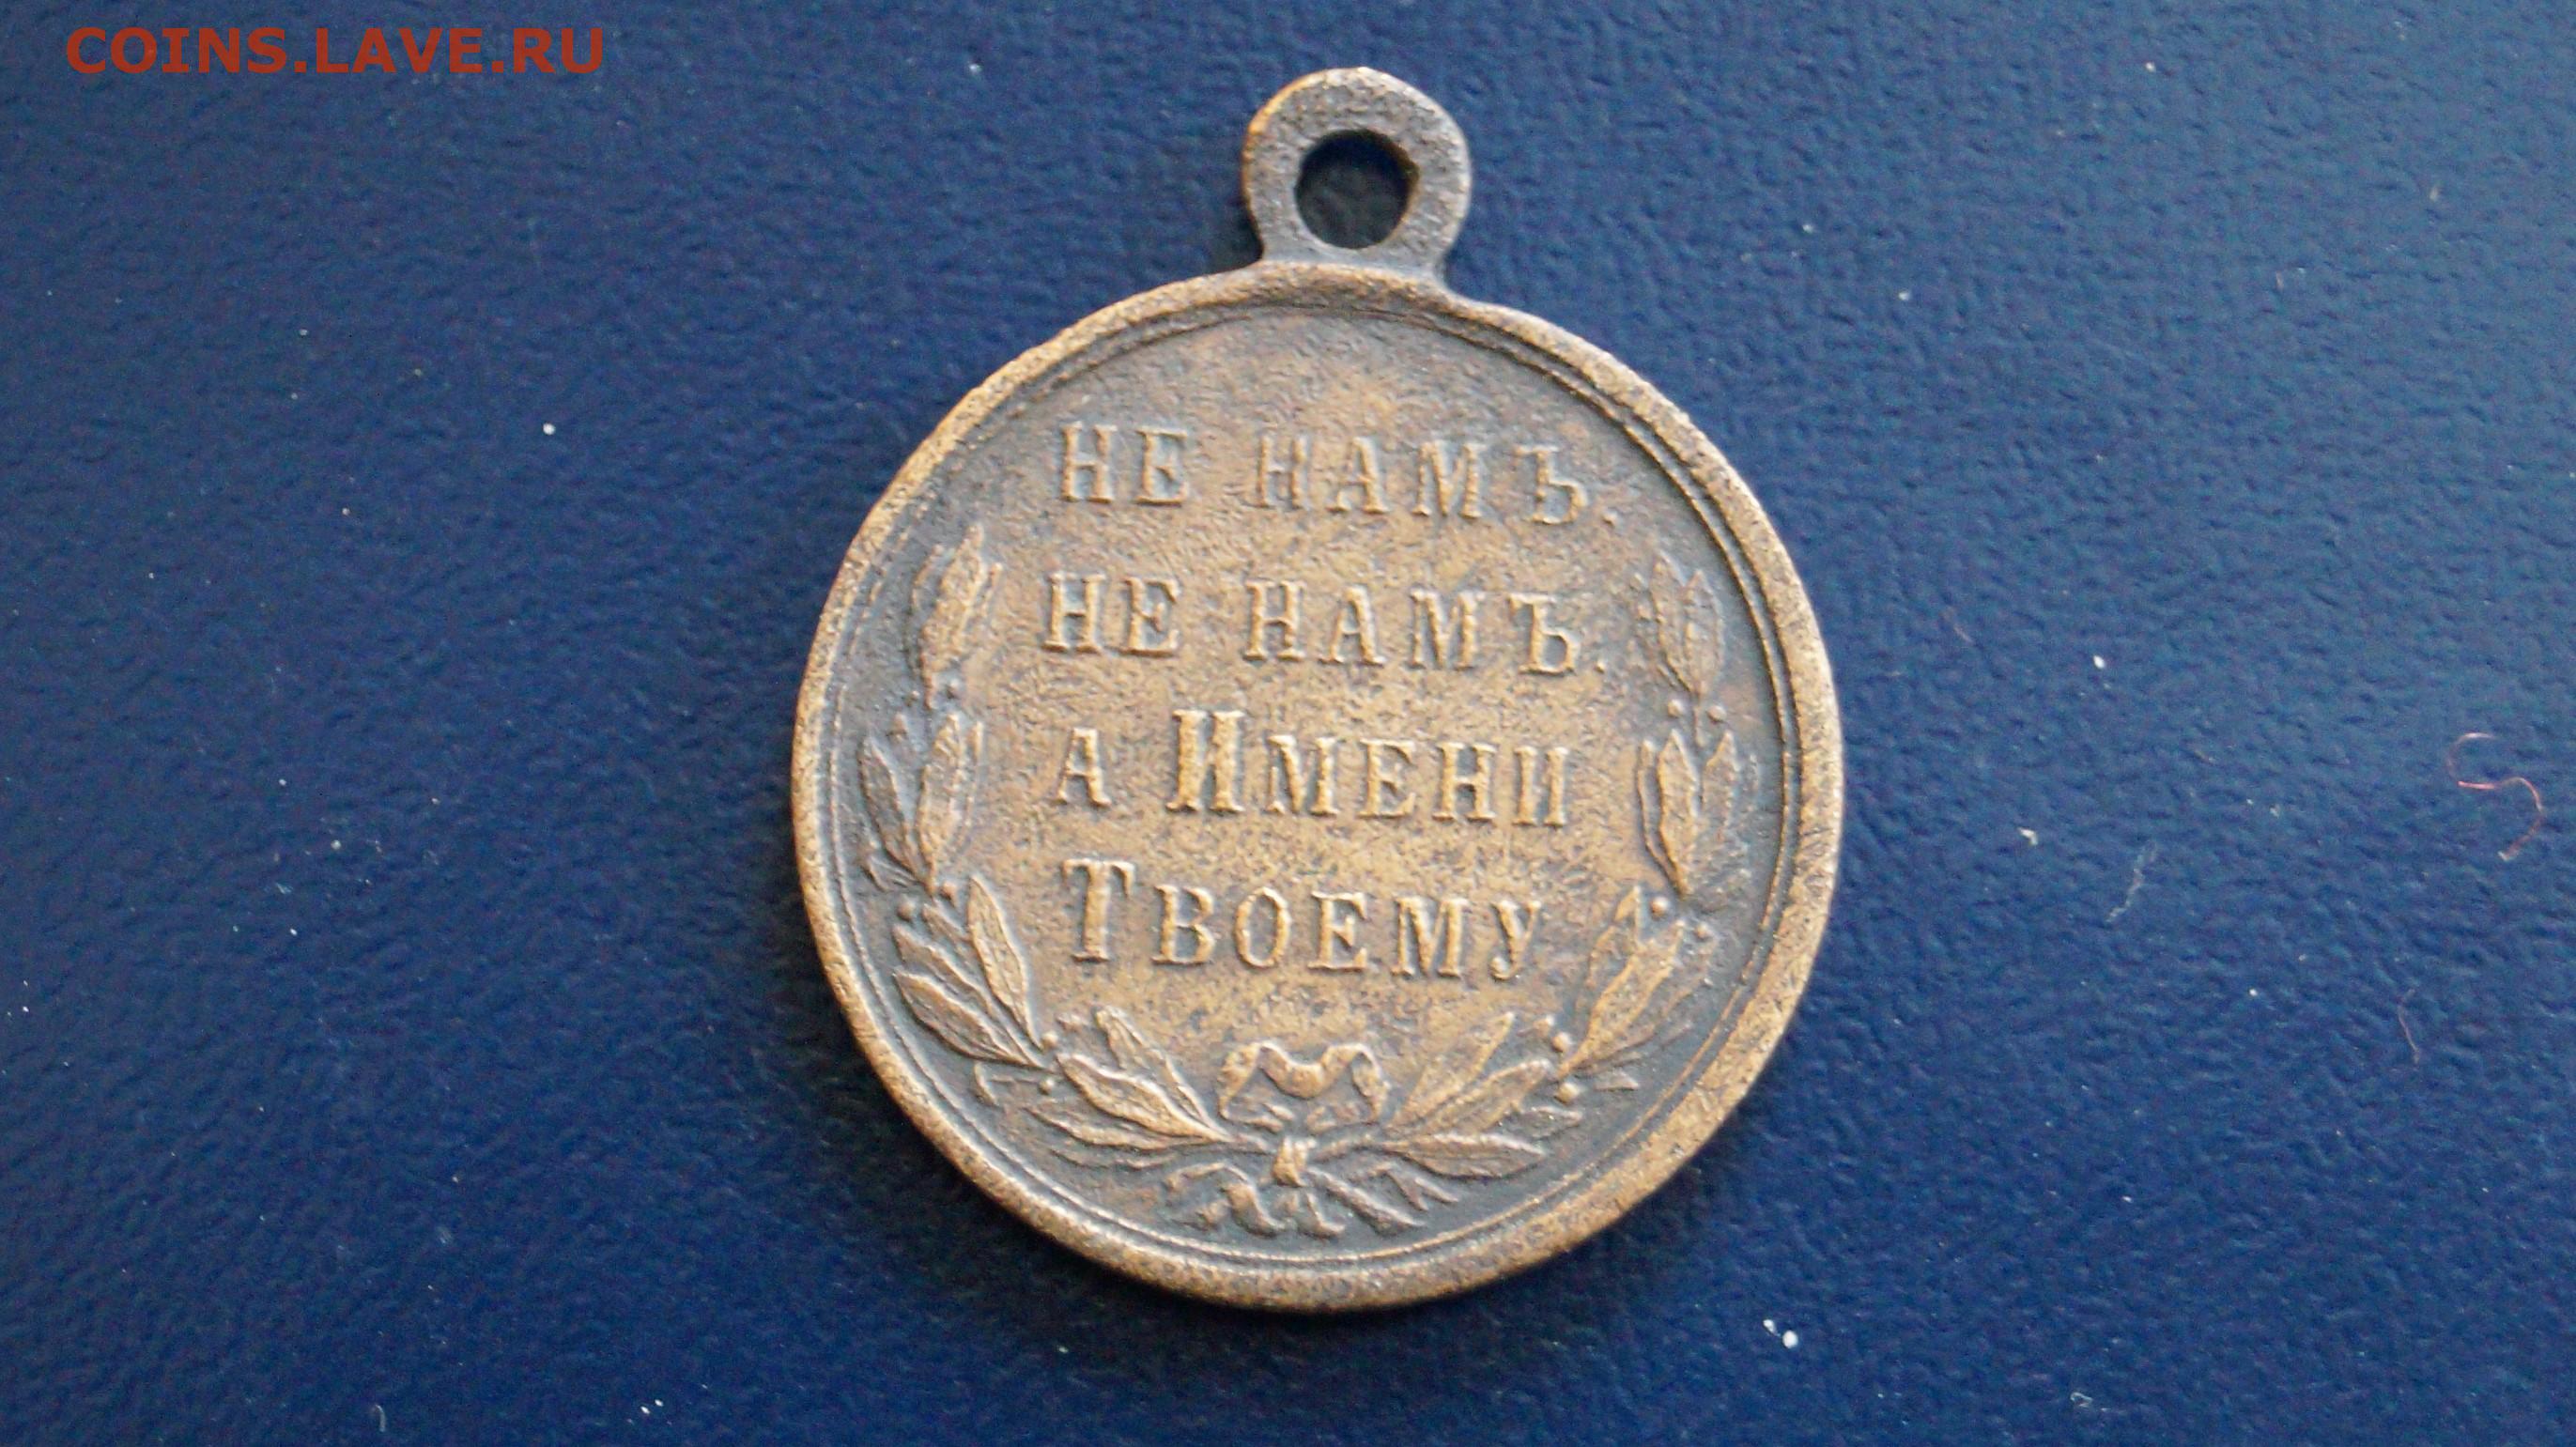 COINS.LAVE.RU
НЕ НАМЪ.
НЕ НАМЪ.
А ИМЕНИ
ТВОЕМУ